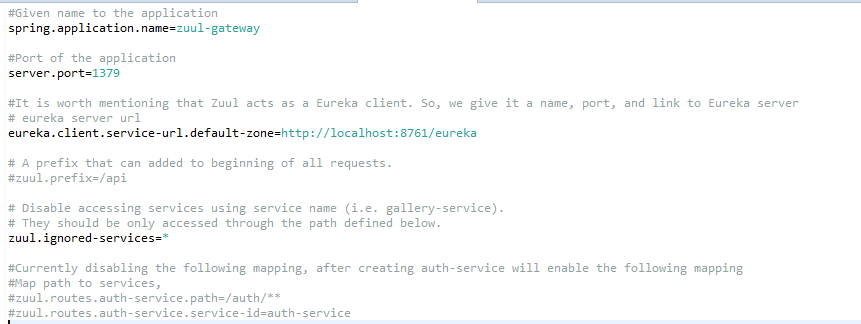 #Given name to the application
spring.application.name=zuul-gateway
#Port of the application
server.port=1379
#It is worth mentioning that Zuul acts as a Eureka client. So, we give it a name, port, and link to Eureka server
# eureka server url
eureka.client.service-url.default-zone=http://localhost:8761/eureka
# A prefix that can added to beginning of all requests.
#zuul.prefix=/api
# Disable accessing services using service name (i.e. gallery-service).
# They should be only accessed through the path defined below.
zuul.ignored-services=*
#Currently disabling the following mapping, after creating auth-service will enable the following mapping
#Map path to services,
#zuul.routes.auth-service.path=/auth/**
#zuul.routes.auth-service.service-id=auth-service